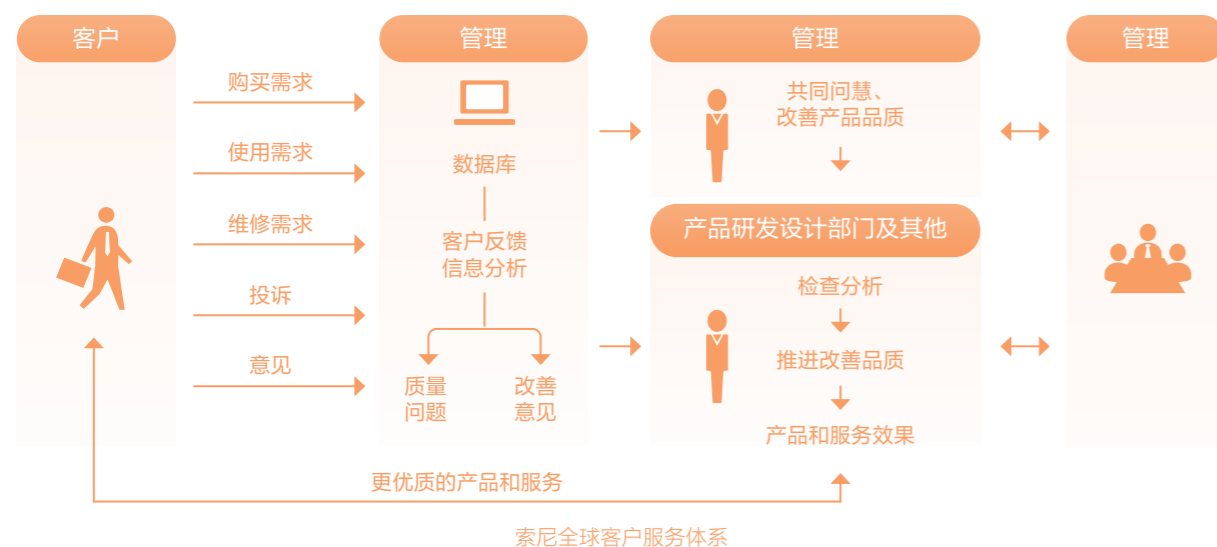 客户
购买需求
使用需求
维修需求
投诉
意见
管理
数据库
客户反馈
信息分析
质量
问题
改善
意见
管理
共同问慧、
改善产品品质
产品研发设计部门及其他
检查分析
推进改善品质
产品和服务效果
管理
更优质的产品和服务
索尼全球客户服务体系